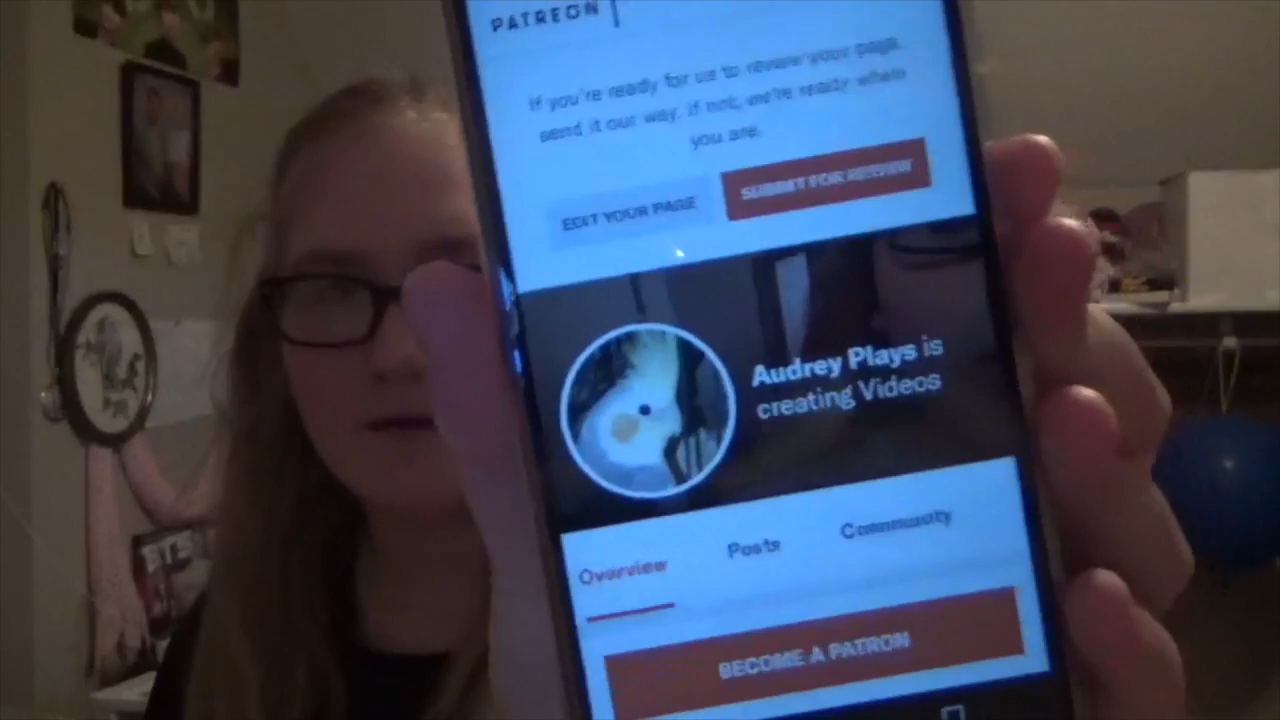 PATREON
If you're ready for us to review your page,
send it our way. If not, we're ready when
you are.
EDIT YOUR PAGE
SUBMIT FOR REVIEW
Audrey Plays is
creating Videos
Overview
Posts
Community
BECOME A PATRON
BTS